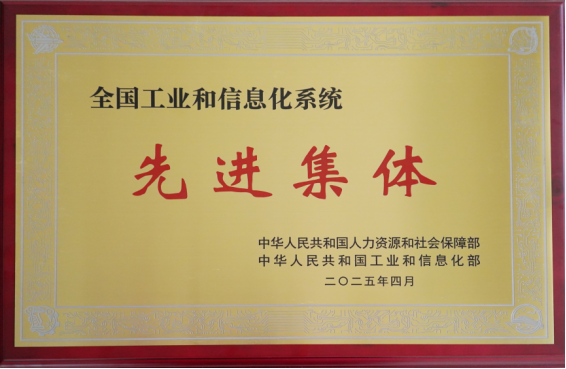 全国工业和信息化系统
先进集体
中华人民共和国人力资源和社会保障部
中华人民共和国工业和信息化部
二〇二五年四月